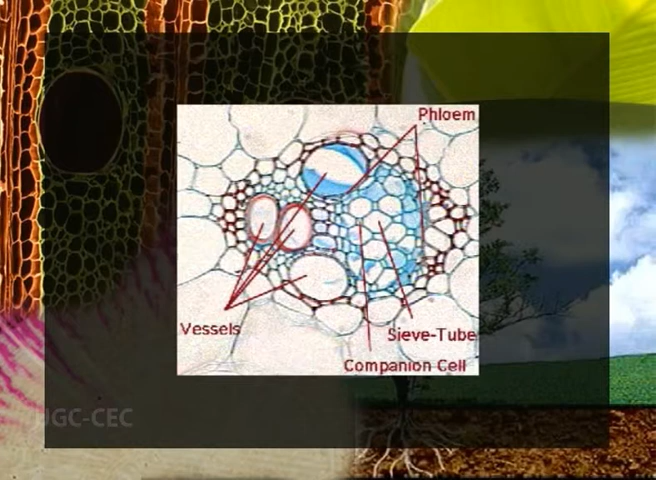 Phloem
Vessels
Sieve-Tube
Companion Cell
UGC-CEC